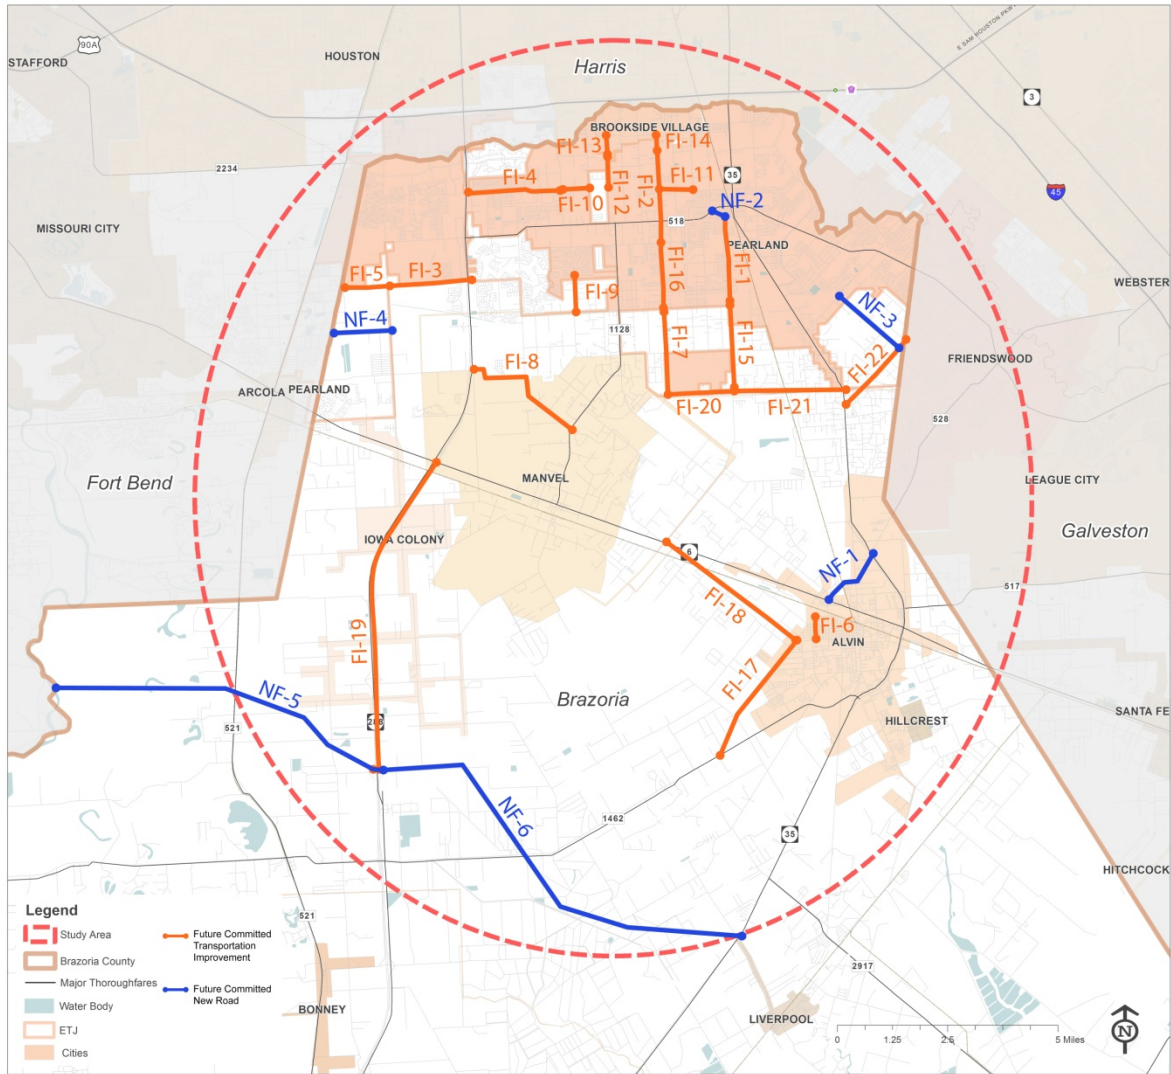 E SAM HOUSTON PKWY
90A
STAFFORD
HOUSTON
Harris
3
BROOKSIDE VILLAGE
FI-13
FI-14
2234
FI-4
FI-10
FI-12
FI-2
FI-11
35
45
NF-2
518
MISSOURI CITY
PEARLAND
FI-5
FI-3
FI-9
FI-16
FI-1
WEBSTER
NF-4
1128
NF-3
FI-7
FI-15
FI-8
FI-22
FRIENDSWOOD
ARCOLA
PEARLAND
FI-20
FI-21
528
Fort Bend
MANVEL
LEAGUE CITY
Galveston
IOWA COLONY
6
NF-1
517
FI-18
FI-6
ALVIN
FI-19
FI-17
NF-5
Brazoria
SANTA FE
HILLCREST
521
288
NF-6
1462
35
HITCHCOCK
521
2917
BONNEY
LIVERPOOL
Legend
Study Area
Brazoria County
Major Thoroughfares
Water Body
ETJ
Cities
Future Committed
Transportation
Improvement
Future Committed
New Road
N
0 1.25 2.5 5 Miles